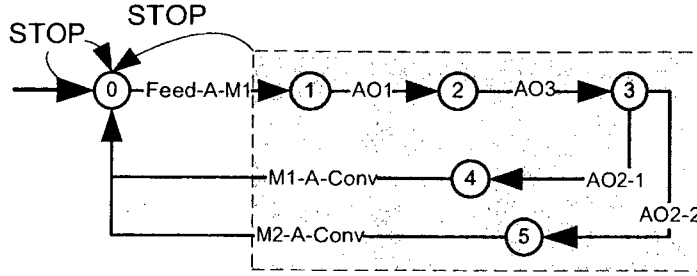 STOP
STOP
0 Feed-A-M1 1 AO1 2 AO3 3
M1-A-Conv 4 AO2-1
AO2-2
M2-A-Conv 5